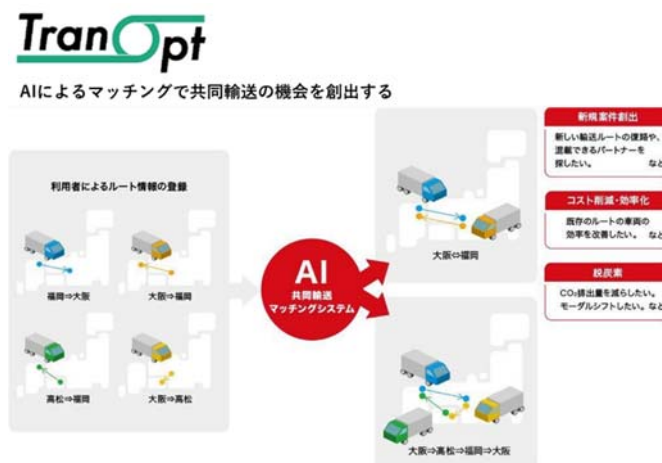 TranOpt
AIによるマッチングで共同輸送の機会を創出する
利用者によるルート情報の登録
福岡⇒大阪
大阪⇒福岡
高松⇒福岡
大阪⇒高松
AI
共同輸送
マッチングシステム
大阪⇔福岡
大阪⇒高松⇒福岡⇒大阪
新規案件創出
新しい輸送ルートの復路や、
混載できるパートナーを
探したい。 など
コスト削減・効率化
既存のルートの車両の
効率を改善したい。 など
脱炭素
CO₂排出量を減らしたい。
モーダルシフトしたい。など